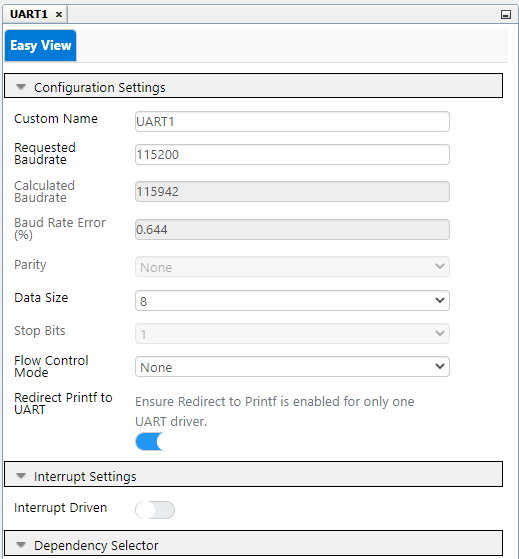 UART1 ×
Easy View
Configuration Settings
Custom Name
UART1
Requested
Baudrate
115200
Calculated
Baudrate
115942
Baud Rate Error
(%)
0.644
Parity
None
Data Size
8
Stop Bits
1
Flow Control
Mode
None
Redirect Printf to
UART
Ensure Redirect to Printf is enabled for only one
UART driver.
Interrupt Settings
Interrupt Driven
Dependency Selector